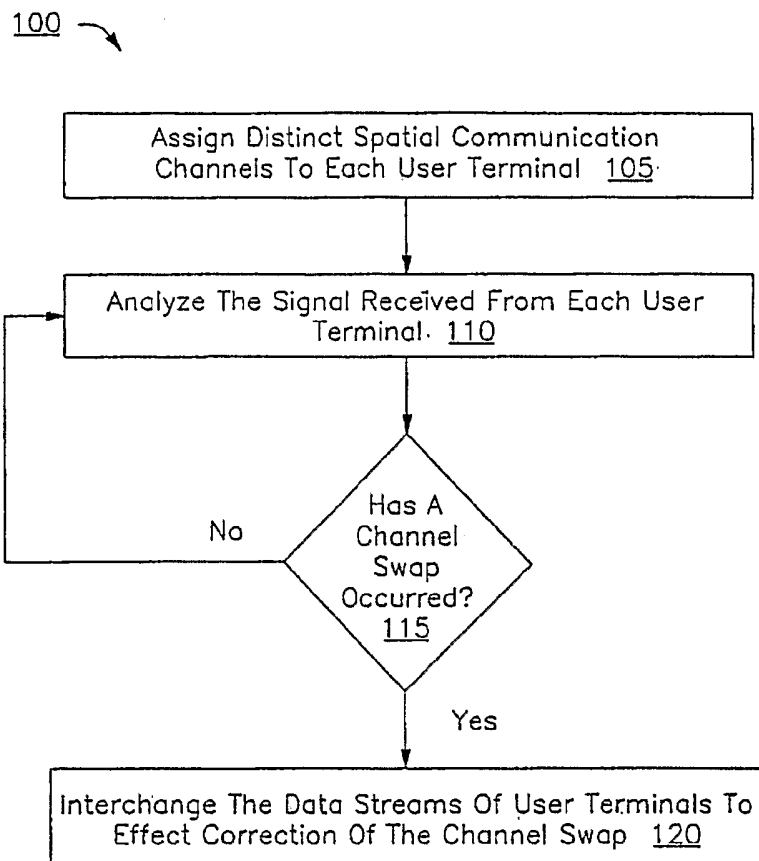 100
Assign Distinct Spatial Communication
Channels To Each User Terminal 105
Analyze The Signal Received From Each User
Terminal. 110
No
Has A
Channel
Swap
Occurred?
115
Yes
Interchange The Data Streams Of User Terminals To
Effect Correction Of The Channel Swap 120